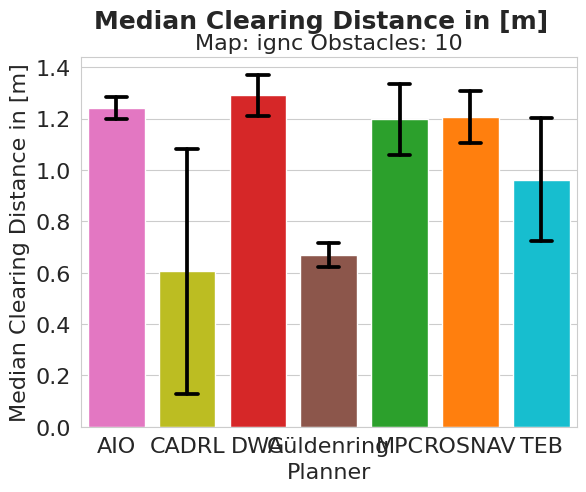 Median Clearing Distance in [m]
Map: ignc Obstacles: 10
Median Clearing Distance in [m]
1.4
1.2
1.0
0.8
0.6
0.4
0.2
0.0
AIO CADRL DWA Güldenring MPC ROSNAV TEB
Planner